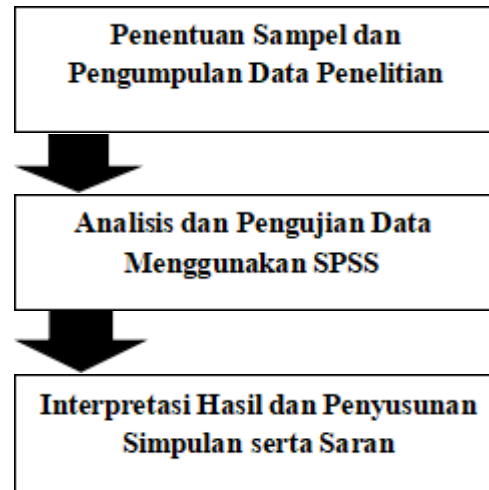 Penentuan Sampel dan
Pengumpulan Data Penelitian
Analisis dan Pengujian Data
Menggunakan SPSS
Interpretasi Hasil dan Penyusunan
Simpulan serta Saran